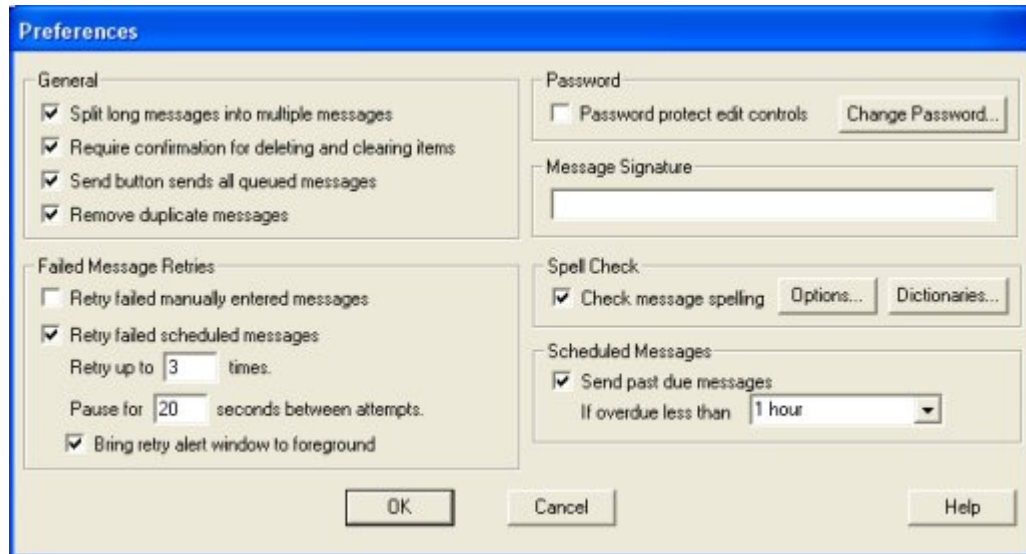 Preferences
General
Split long messages into multiple messages
Require confirmation for deleting and clearing items
Send button sends all queued messages
Remove duplicate messages
Failed Message Retries
Retry failed manually entered messages
Retry failed scheduled messages
Retry up to 3 times.
Pause for 20 seconds between attempts.
Bring retry alert window to foreground
Password
Password protect edit controls Change Password...
Message Signature
Spell Check
Check message spelling Options... Dictionaries...
Scheduled Messages
Send past due messages
If overdue less than 1 hour
OK Cancel Help